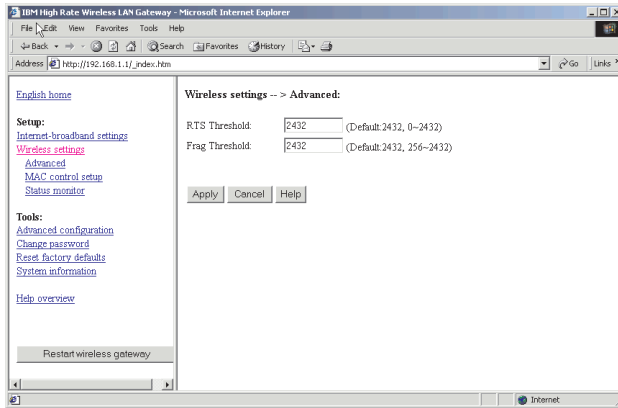 IBM High Rate Wireless LAN Gateway - Microsoft Internet Explorer
File Edit View Favorites Tools Help
Back Search Favorites History
Address http://192.168.1.1/_index.htm Go Links
English home
Setup:
Internet-broadband settings
Wireless settings
Advanced
MAC control setup
Status monitor
Tools:
Advanced configuration
Change password
Reset factory defaults
System information
Help overview
Restart wireless gateway
Wireless settings -- > Advanced:
RTS Threshold: 2432 (Default:2432, 0~2432)
Frag Threshold: 2432 (Default:2432, 256~2432)
Apply Cancel Help
Internet